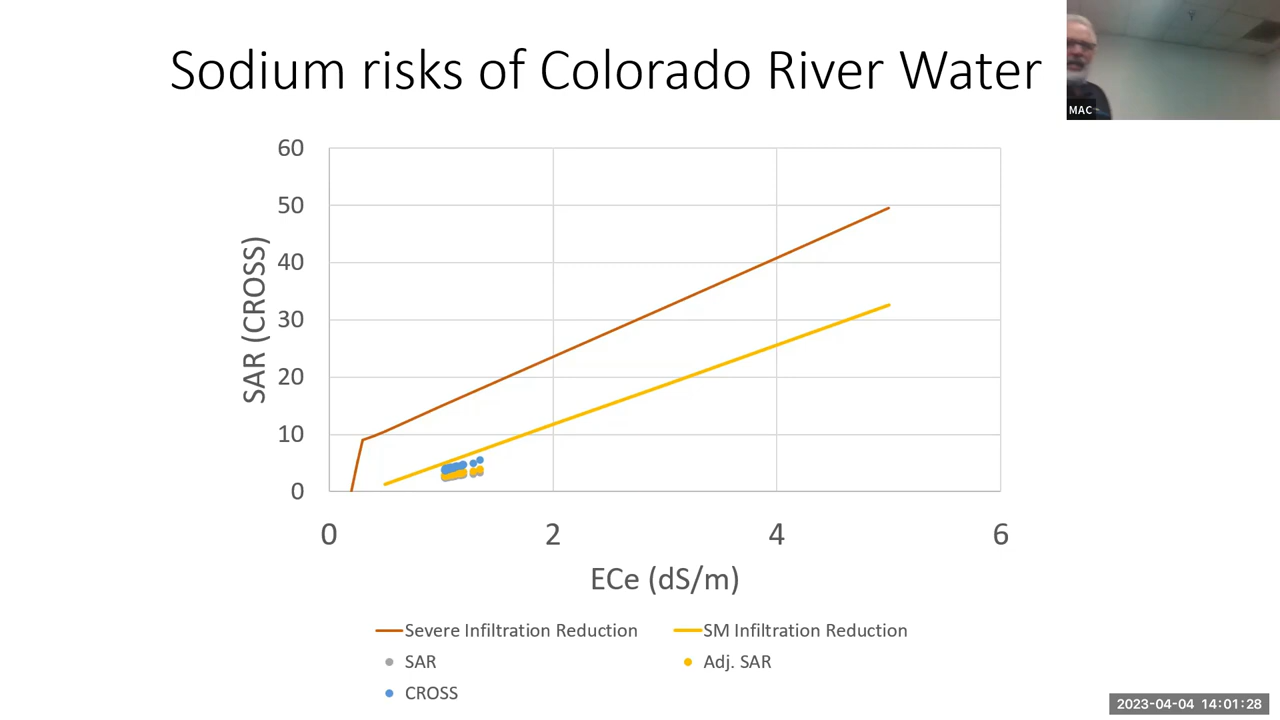 Sodium risks of Colorado River Water
MAC
60
50
40
30
20
10
0
SAR (CROSS)
0 2 4 6
ECe (dS/m)
Severe Infiltration Reduction SM Infiltration Reduction
SAR Adj. SAR
CROSS
2023-04-04 14:01:28